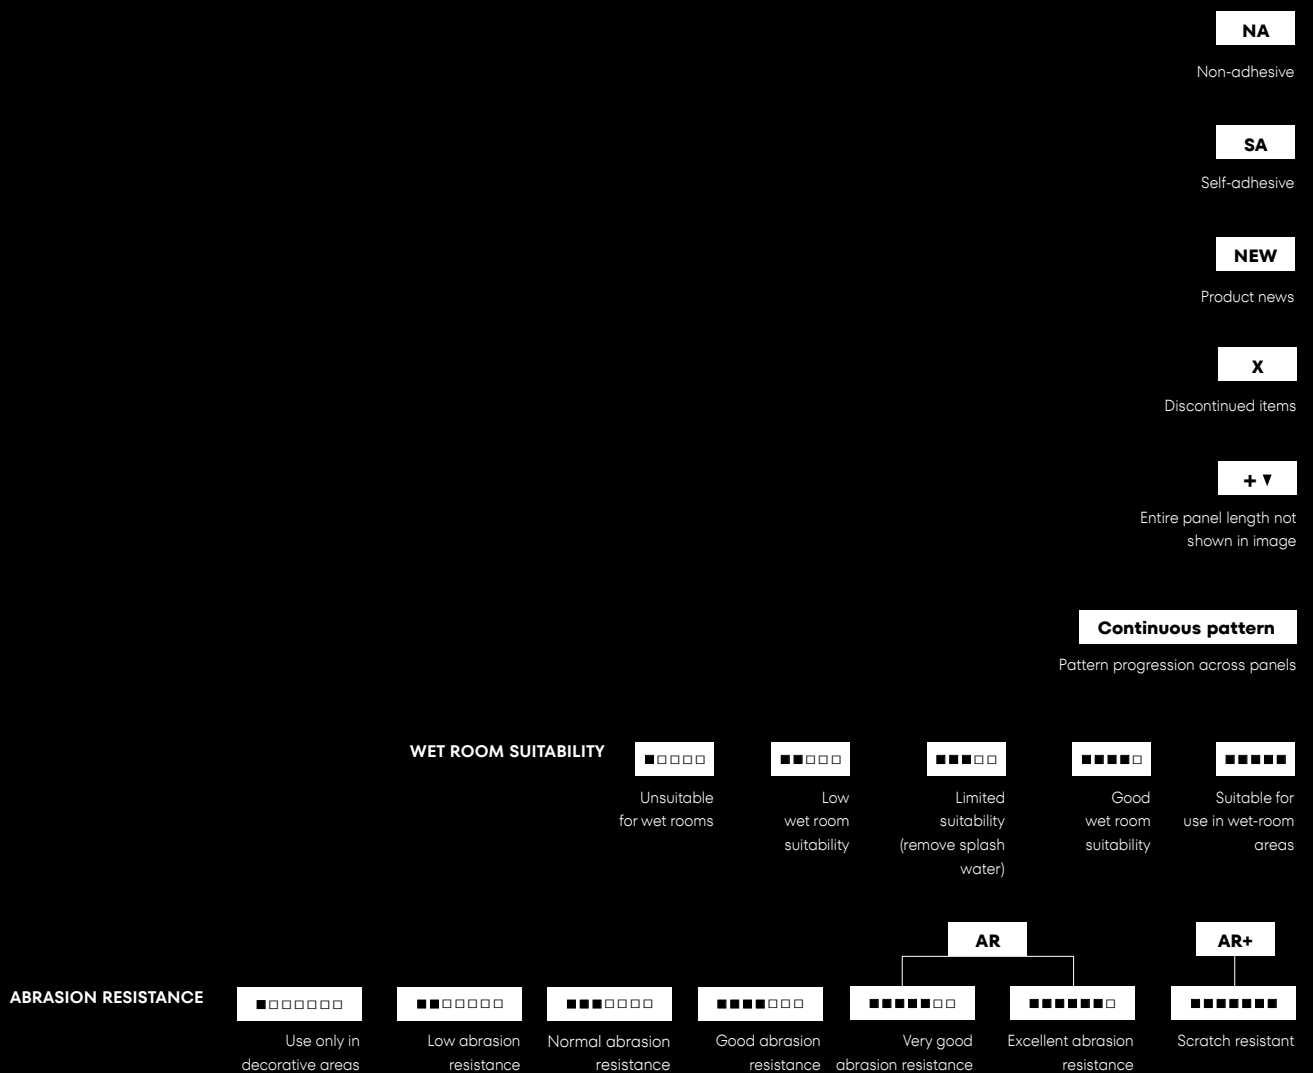 NA
Non-adhesive
SA
Self-adhesive
NEW
Product news
X
Discontinued items
+ ▼
Entire panel length not
shown in image
Continuous pattern
Pattern progression across panels
WET ROOM SUITABILITY
■□□□□
Unsuitable
for wet rooms
■■□□□
Low
wet room
suitability
■■■□□
Limited
suitability
(remove splash
water)
■■■■□
Good
wet room
suitability
■■■■■
Suitable for
use in wet-room
areas
ABRASION RESISTANCE
■□□□□□□
Use only in
decorative areas
■■□□□□□
Low abrasion
resistance
■■■□□□□
Normal abrasion
resistance
■■■■□□□
Good abrasion
resistance
AR
■■■■■□□
Very good
abrasion resistance
■■■■■■□
Excellent abrasion
resistance
AR+
■■■■■■■
Scratch resistant